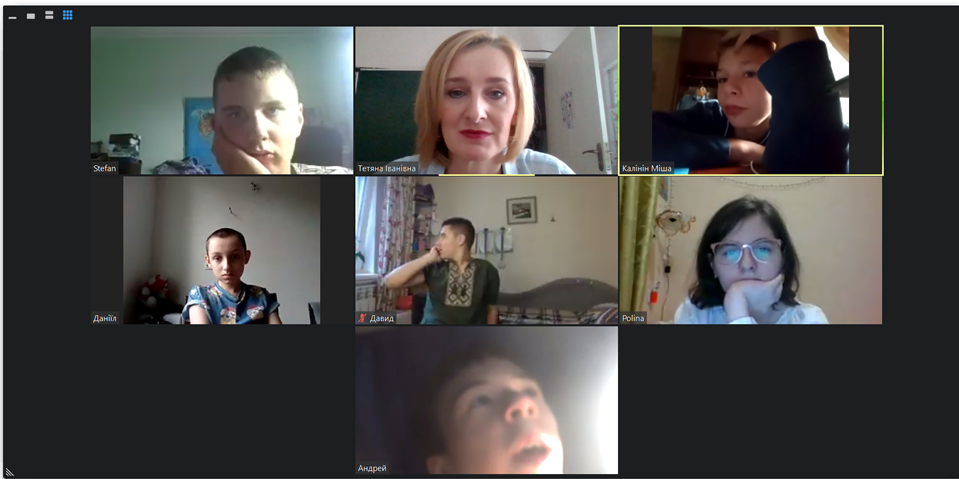 Stefan
Тетяна Іванівна
Калінін Міша
Даніїл
Давид
Polina
Андрей